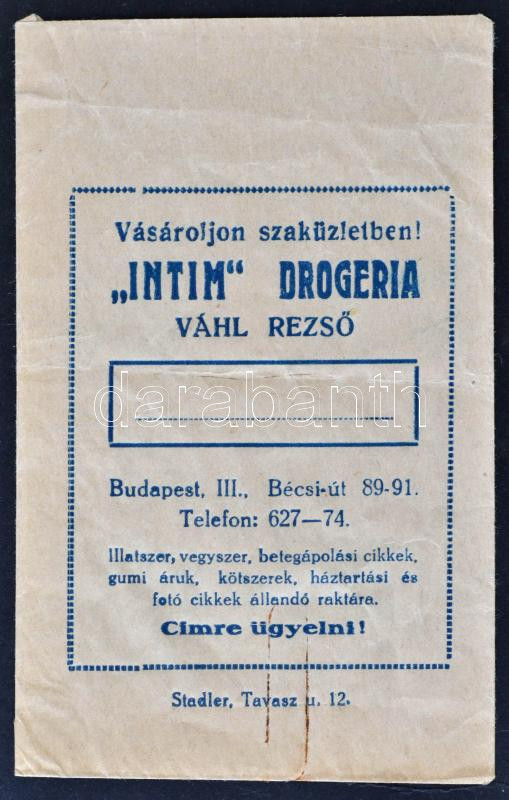 Vásároljon szaküzletben!
„INTIM“ DROGERIA
VÁHL REZSŐ
darabanth
Budapest, III., Bécsi-út 89-91.
Telefon: 627—74.
Illatszer, vegyszer, betegápolási cikkek,
gumi áruk, kötszerek, háztartási és
fotó cikkek állandó raktára.
Cimre ügyelni!
Stadler, Tavasz u. 12.